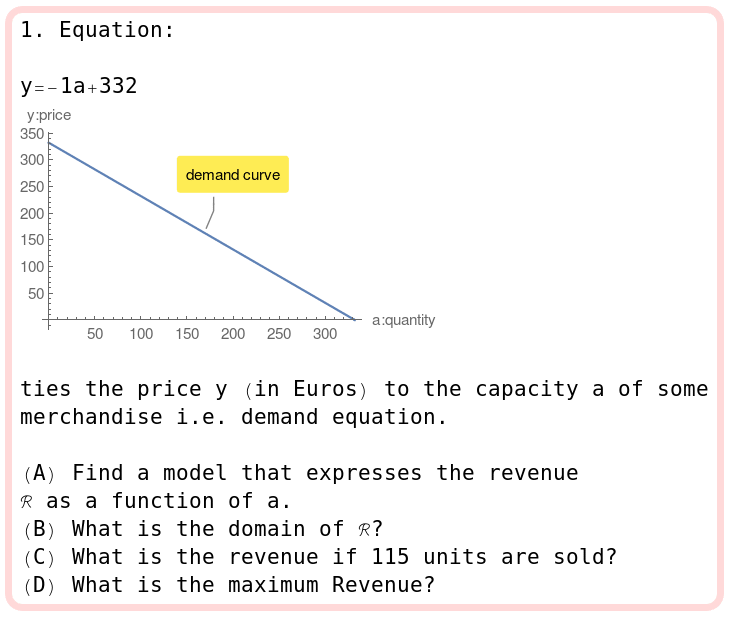 1. Equation:
y=-1a+332
y:price
350
300
250
200
150
100
50
demand curve
50 100 150 200 250 300
a:quantity
ties the price y (in Euros) to the capacity a of some
merchandise i.e. demand equation.
(A) Find a model that expresses the revenue
ℛ as a function of a.
(B) What is the domain of ℛ?
(C) What is the revenue if 115 units are sold?
(D) What is the maximum Revenue?